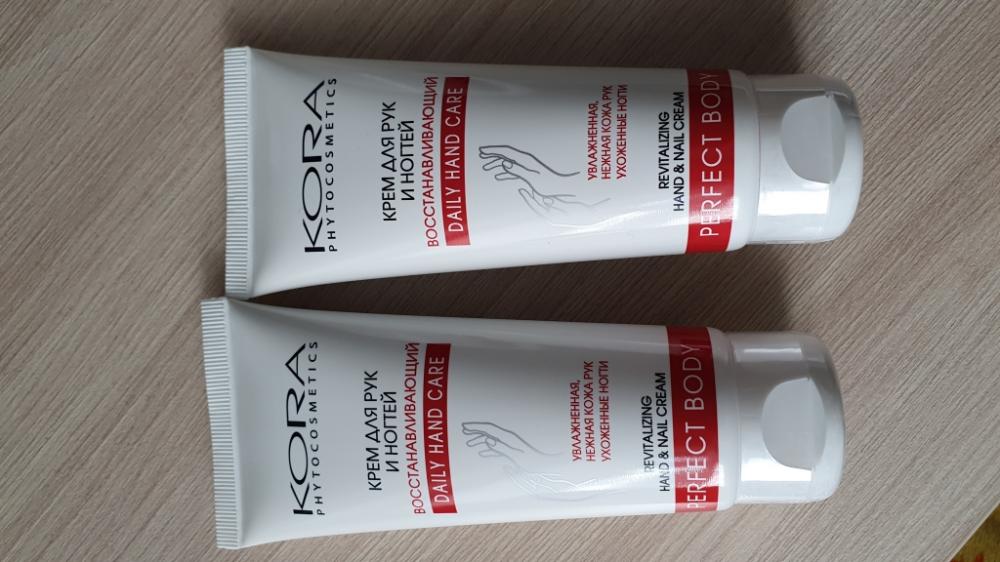 KORA
PHYTOCOSMETICS
КРЕМ ДЛЯ РУК
И НОГТЕЙ
ВОССТАНАВЛИВАЮЩИЙ
DAILY HAND CARE
УВЛАЖНЕННАЯ,
НЕЖНАЯ КОЖА РУК
УХОЖЕННЫЕ НОГТИ
REVITALIZING
HAND & NAIL CREAM
PERFECT BODY
KORA
PHYTOCOSMETICS
КРЕМ ДЛЯ РУК
И НОГТЕЙ
ВОССТАНАВЛИВАЮЩИЙ
DAILY HAND CARE
УВЛАЖНЕННАЯ,
НЕЖНАЯ КОЖА РУК
УХОЖЕННЫЕ НОГТИ
REVITALIZING
HAND & NAIL CREAM
PERFECT BODY